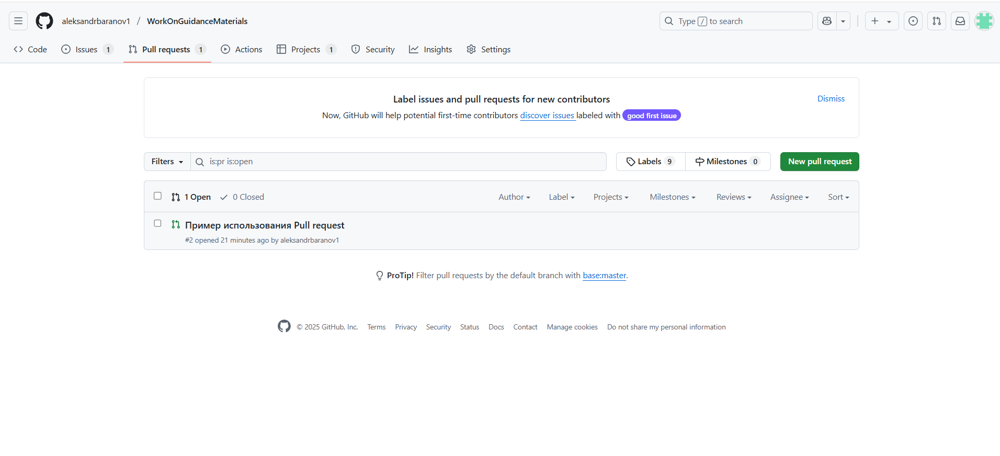 aleksandrbaranov1 / WorkOnGuidanceMaterials
Type / to search
Code Issues 1 Pull requests 1 Actions Projects 1 Security Insights Settings
Label issues and pull requests for new contributors
Dismiss
Now, GitHub will help potential first-time contributors discover issues labeled with good first issue
Filters is:pr is:open Labels 9 Milestones 0 New pull request
1 Open 0 Closed Author Label Projects Milestones Reviews Assignee Sort
Пример использования Pull request
#2 opened 21 minutes ago by aleksandrbaranov1
ProTip! Filter pull requests by the default branch with base:master.
© 2025 GitHub, Inc. Terms Privacy Security Status Docs Contact Manage cookies Do not share my personal information